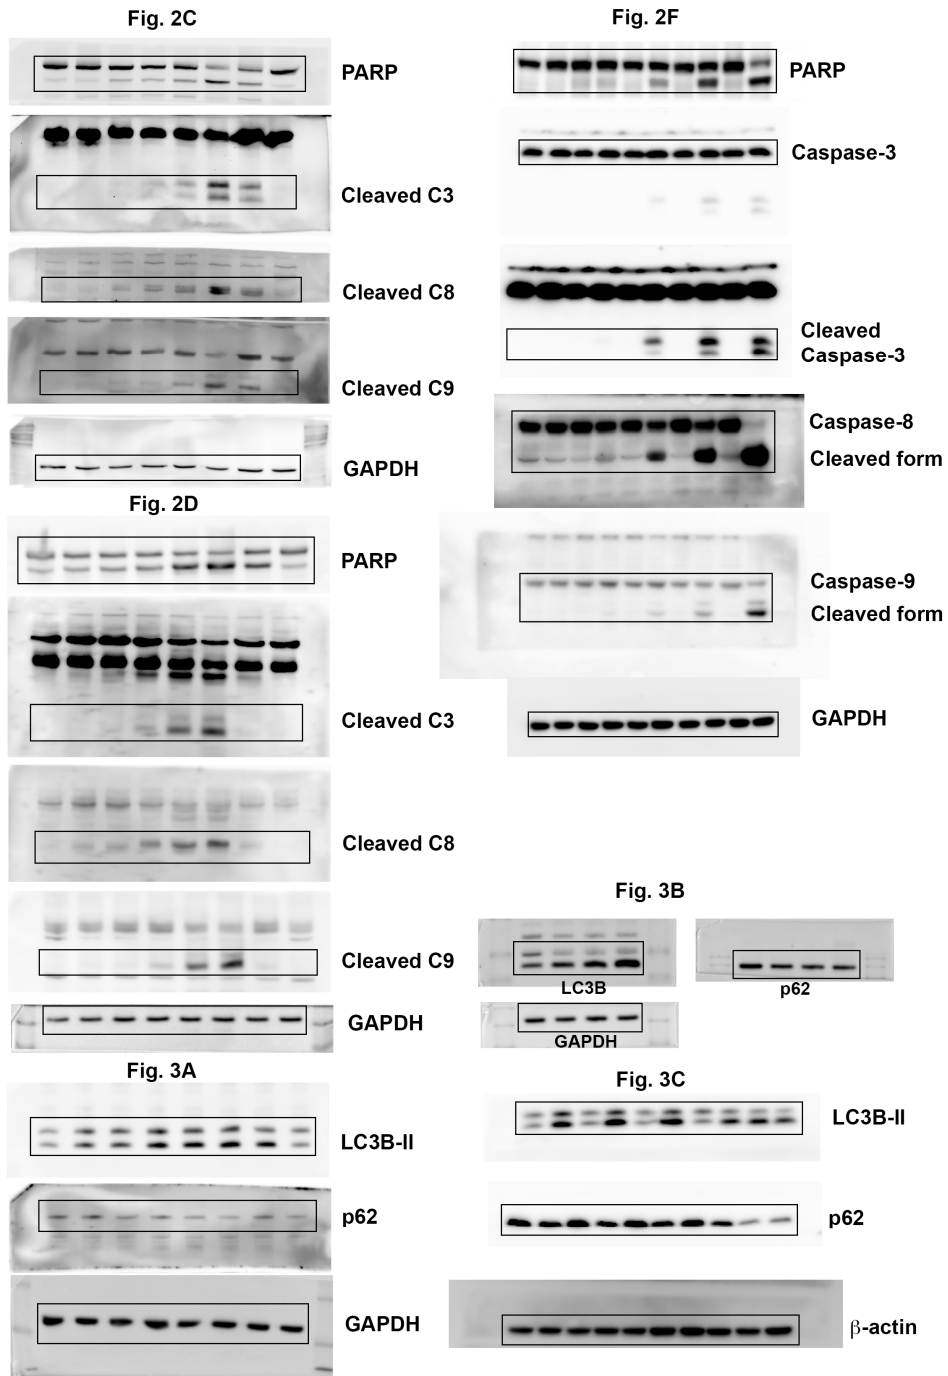 Fig. 2C
PARP
Cleaved C3
Cleaved C8
Cleaved C9
GAPDH
Fig. 2D
PARP
Cleaved C3
Cleaved C8
Cleaved C9
GAPDH
Fig. 3A
LC3B-II
p62
GAPDH
Fig. 2F
PARP
Caspase-3
Cleaved
Caspase-3
Caspase-8
Cleaved form
Caspase-9
Cleaved form
GAPDH
Fig. 3B
LC3B
p62
GAPDH
Fig. 3C
LC3B-II
p62
β-actin